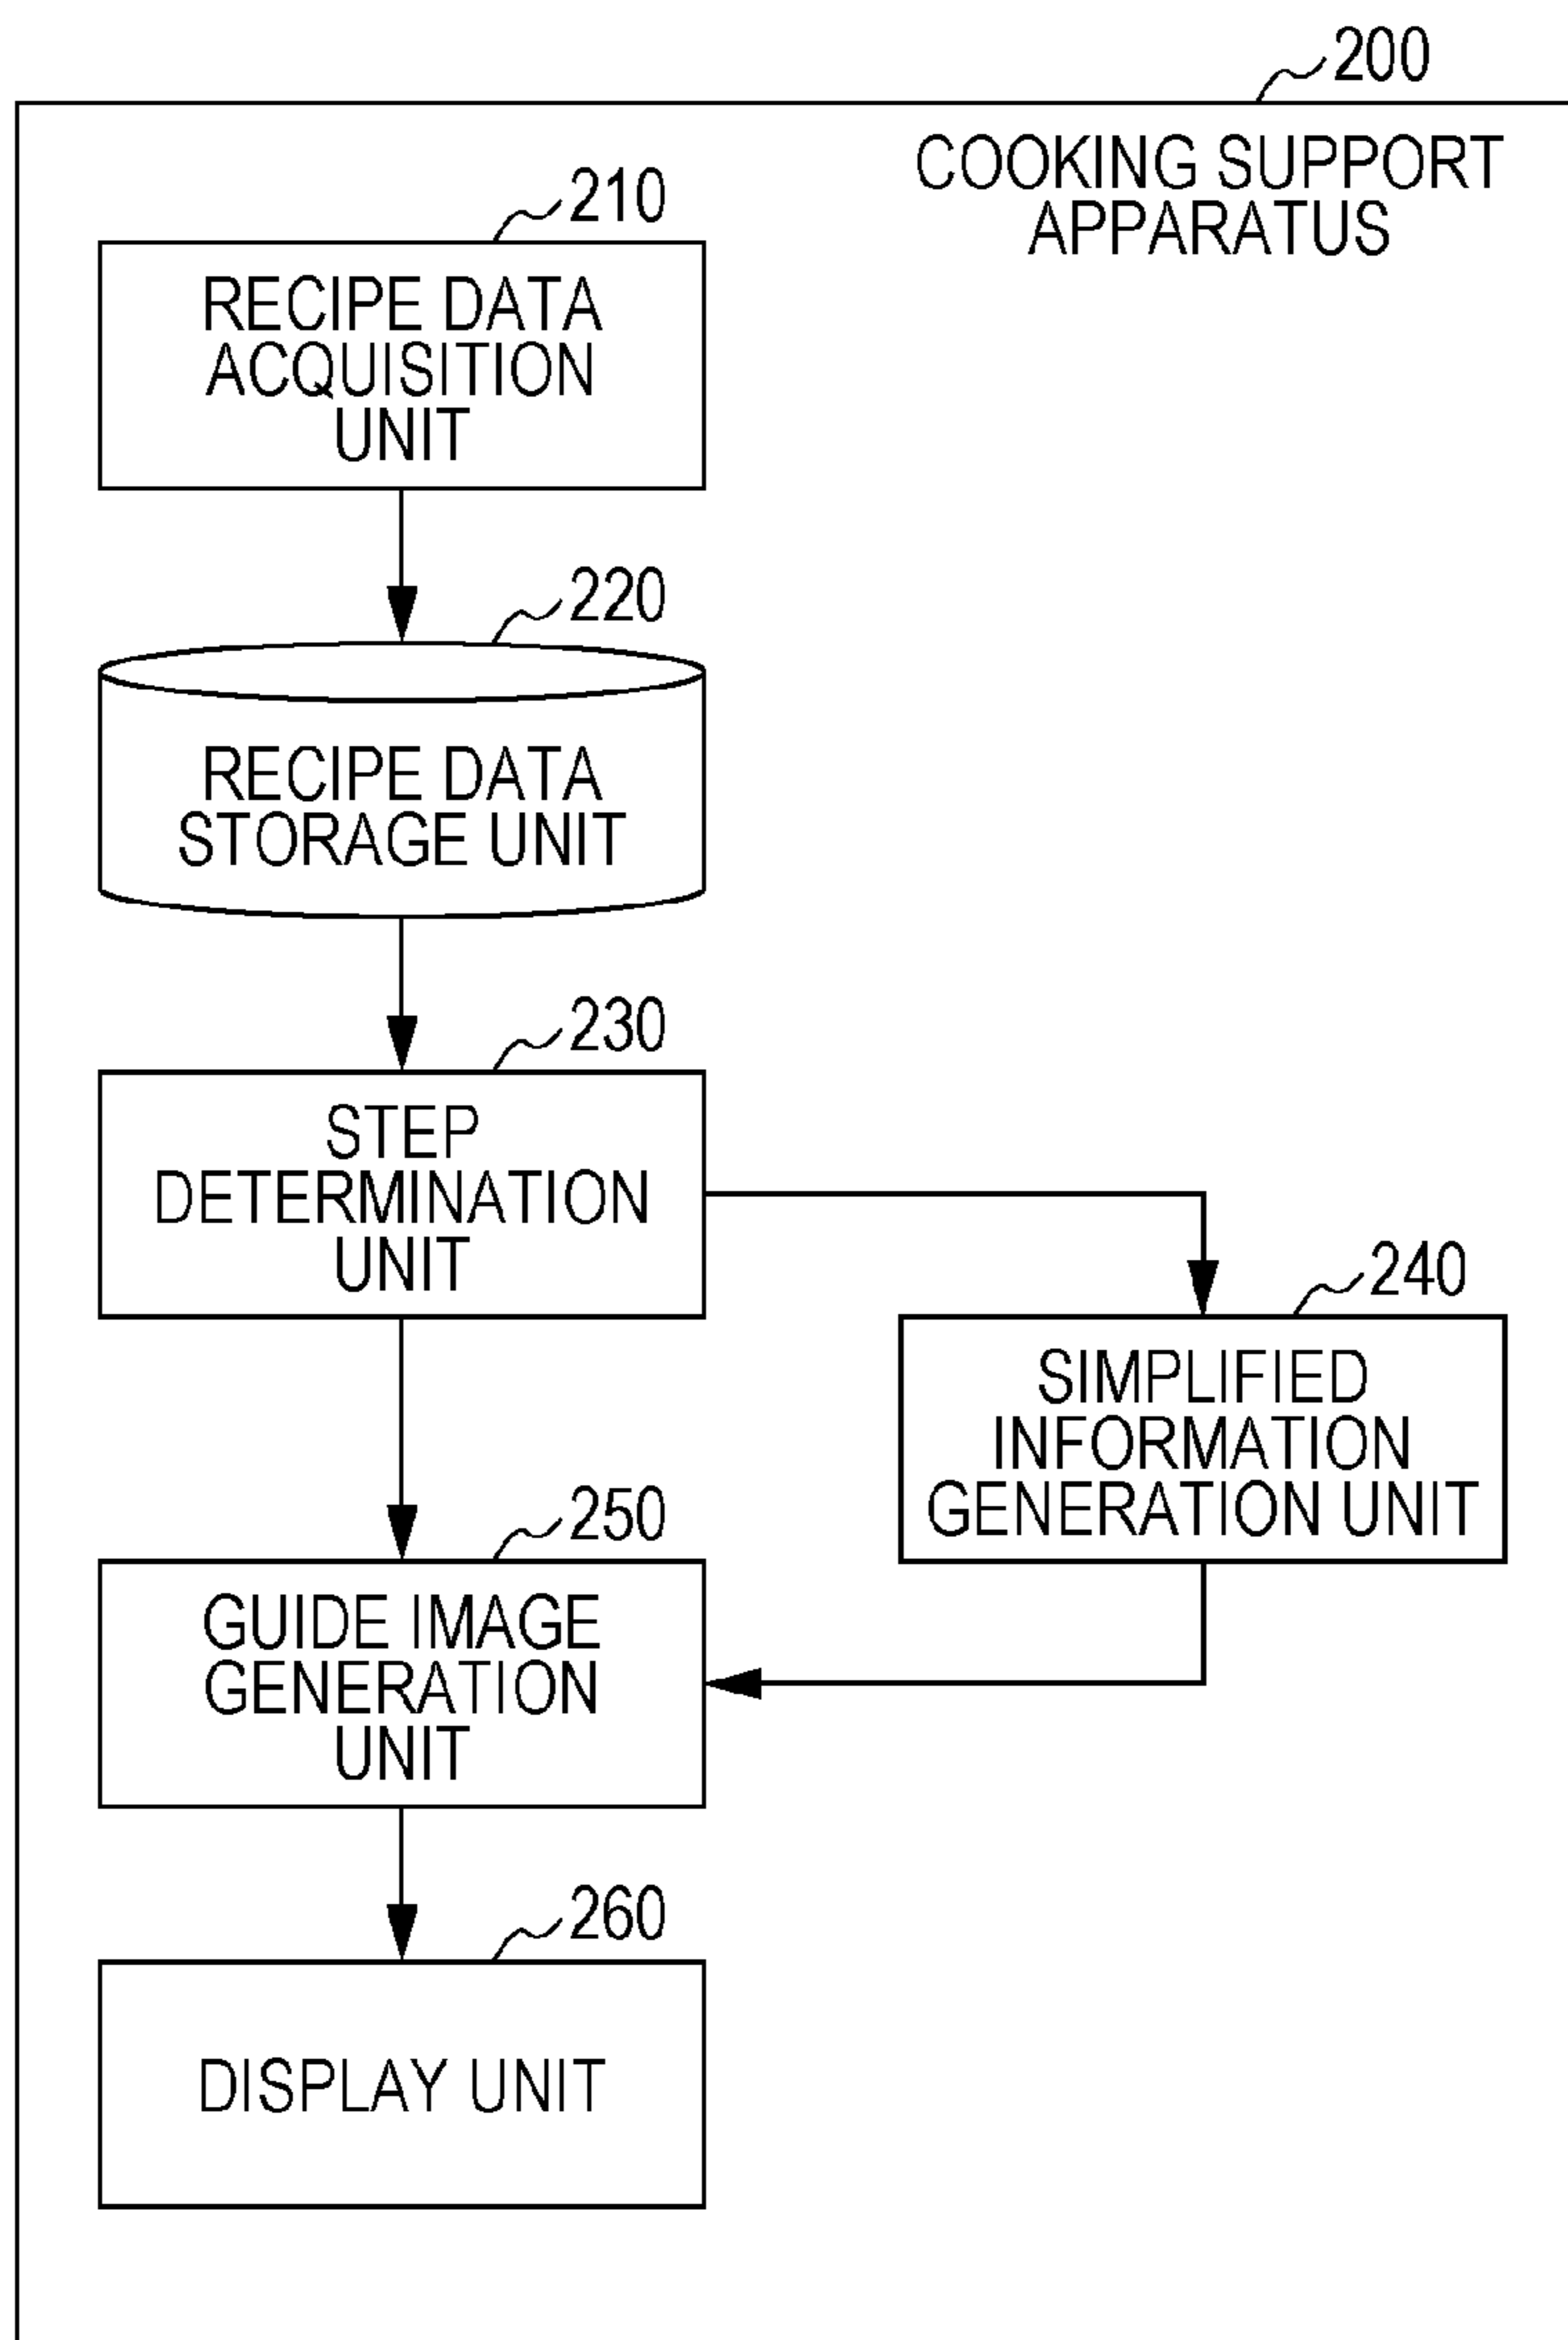 200
COOKING SUPPORT
APPARATUS
210
RECIPE DATA
ACQUISITION
UNIT
220
RECIPE DATA
STORAGE UNIT
230
STEP
DETERMINATION
UNIT
240
SIMPLIFIED
INFORMATION
GENERATION UNIT
250
GUIDE IMAGE
GENERATION
UNIT
260
DISPLAY UNIT